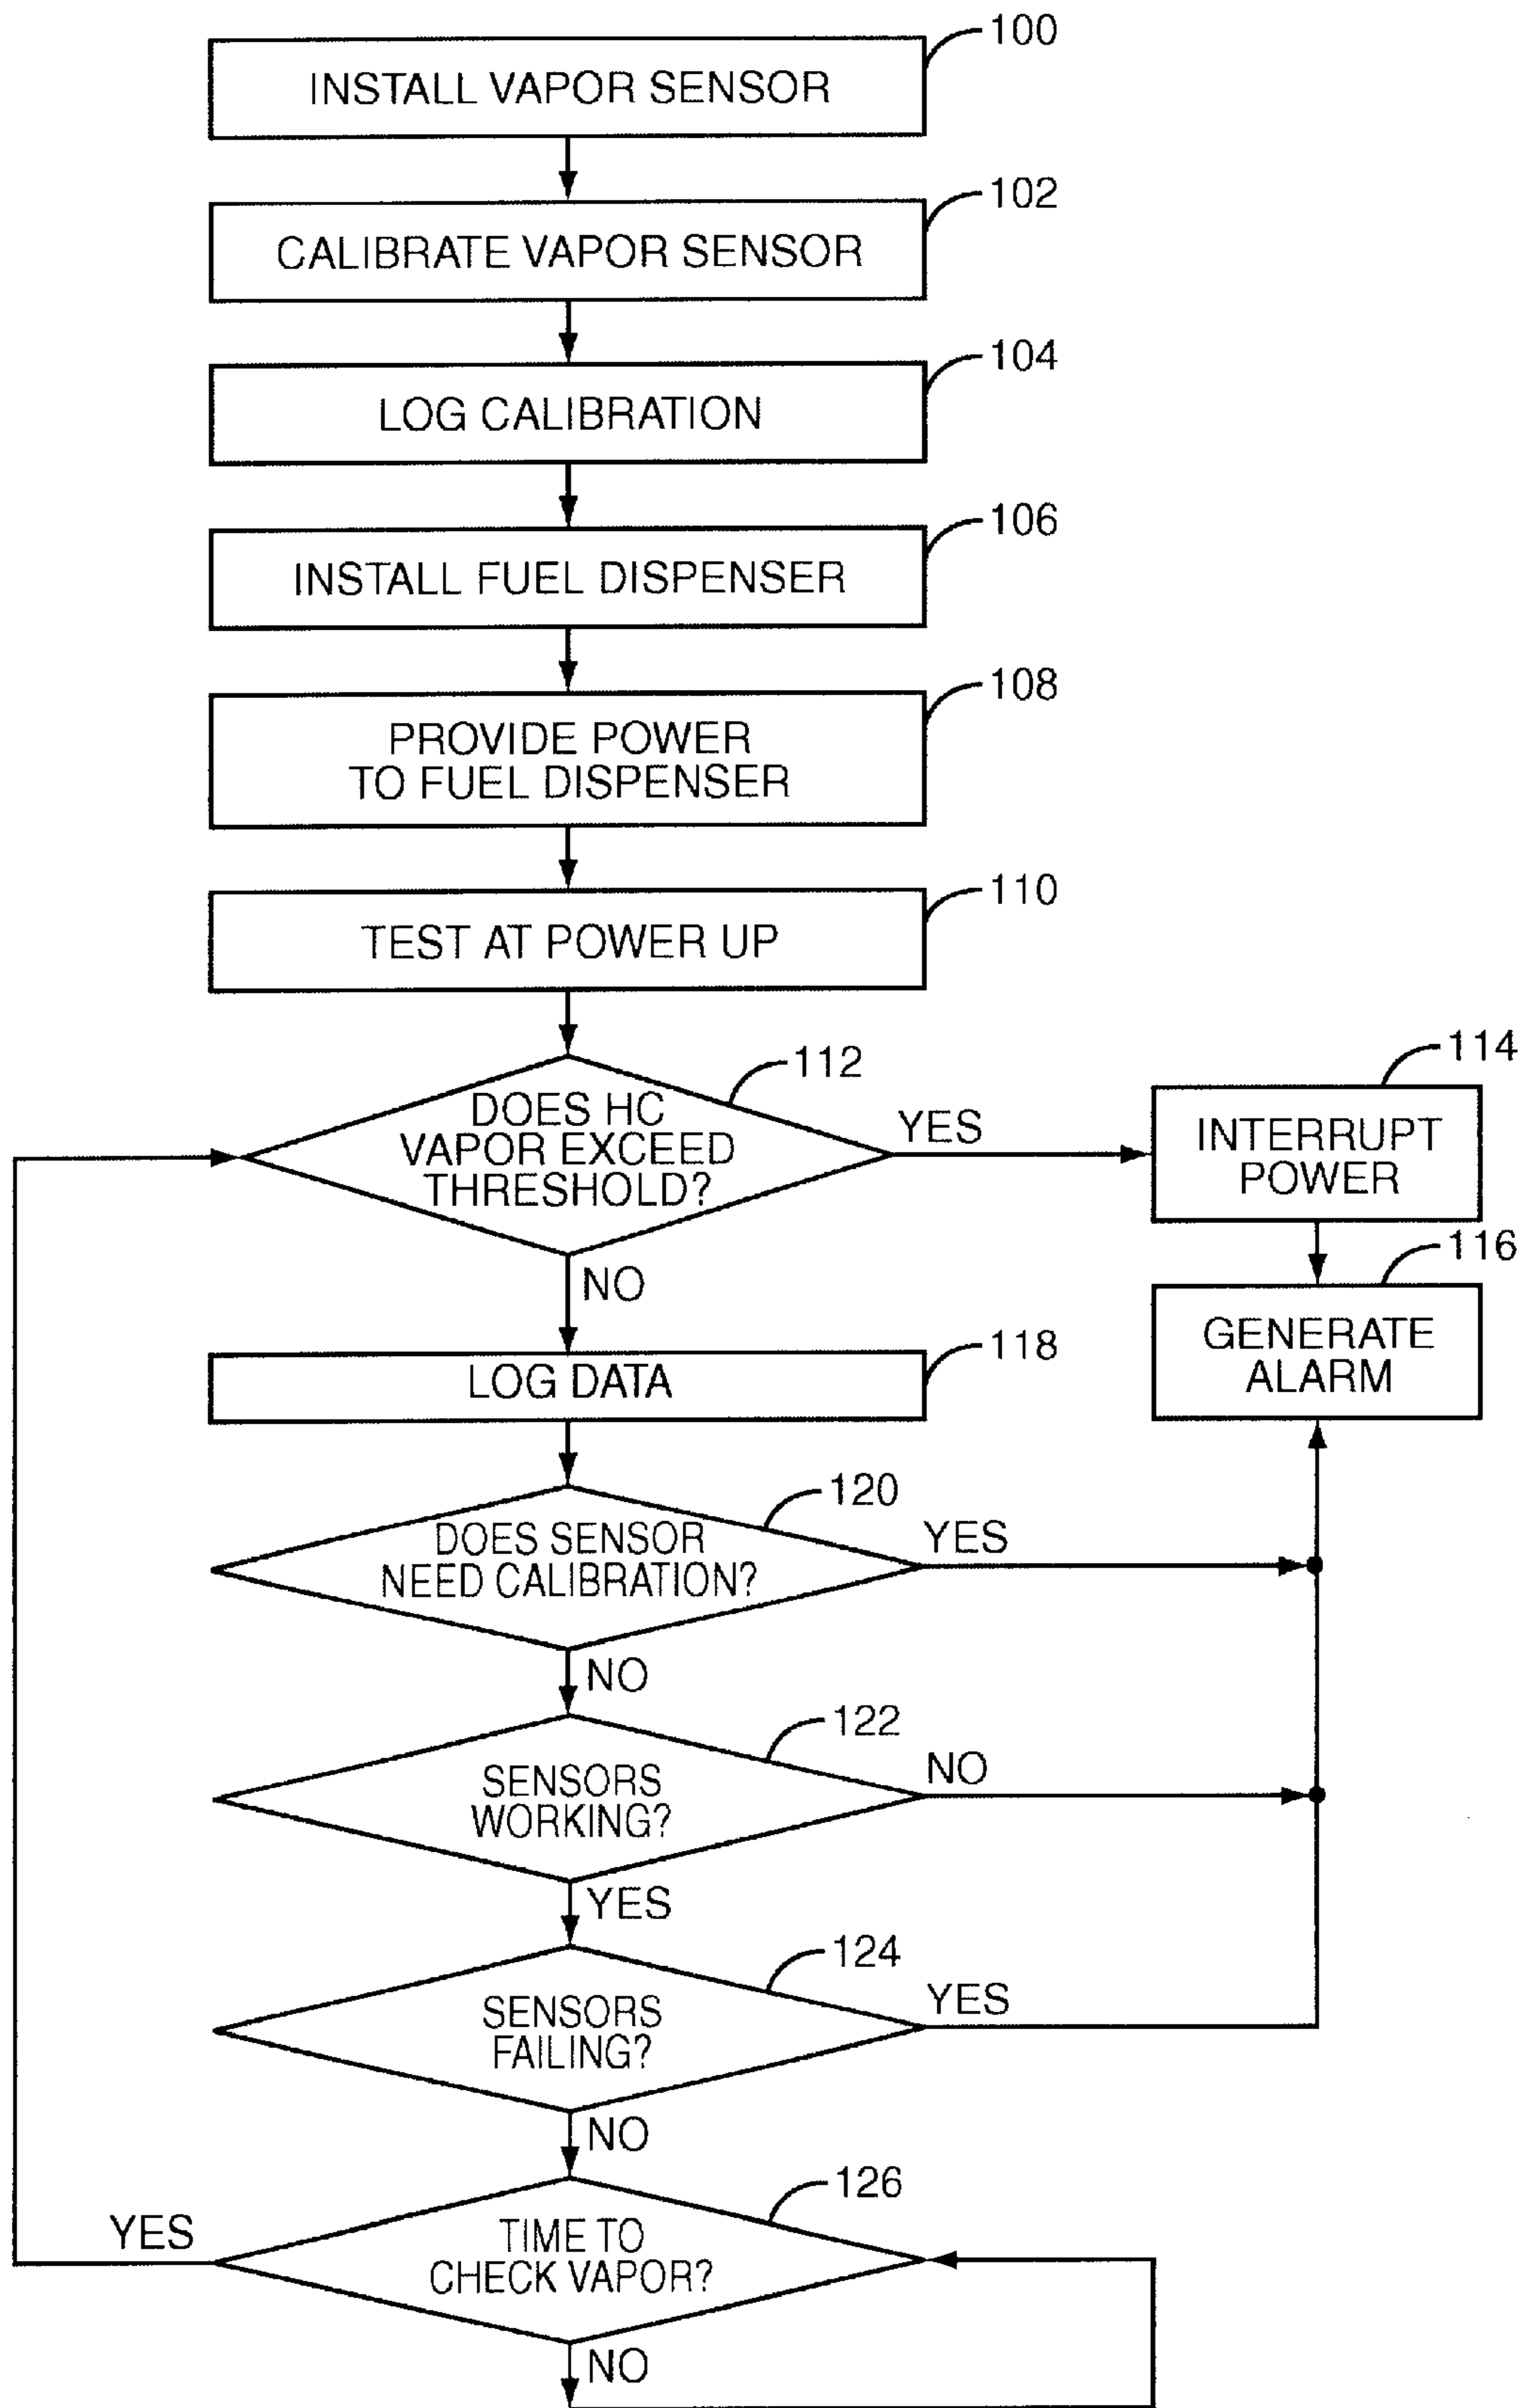 100
INSTALL VAPOR SENSOR
102
CALIBRATE VAPOR SENSOR
104
LOG CALIBRATION
106
INSTALL FUEL DISPENSER
108
PROVIDE POWER
TO FUEL DISPENSER
110
TEST AT POWER UP
112
DOES HC
VAPOR EXCEED
THRESHOLD?
YES
114
INTERRUPT
POWER
NO
116
GENERATE
ALARM
118
LOG DATA
120
DOES SENSOR
NEED CALIBRATION?
YES
NO
122
SENSORS
WORKING?
NO
YES
124
SENSORS
FAILING?
YES
NO
126
TIME TO
CHECK VAPOR?
YES
NO